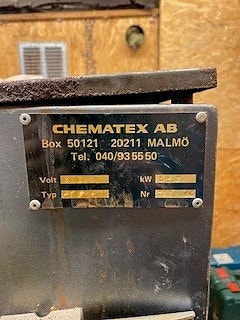 CHEMATEX AB
Box 50121 20211 MALMÖ
Tel. 040/935550
Volt kW
Typ Nr